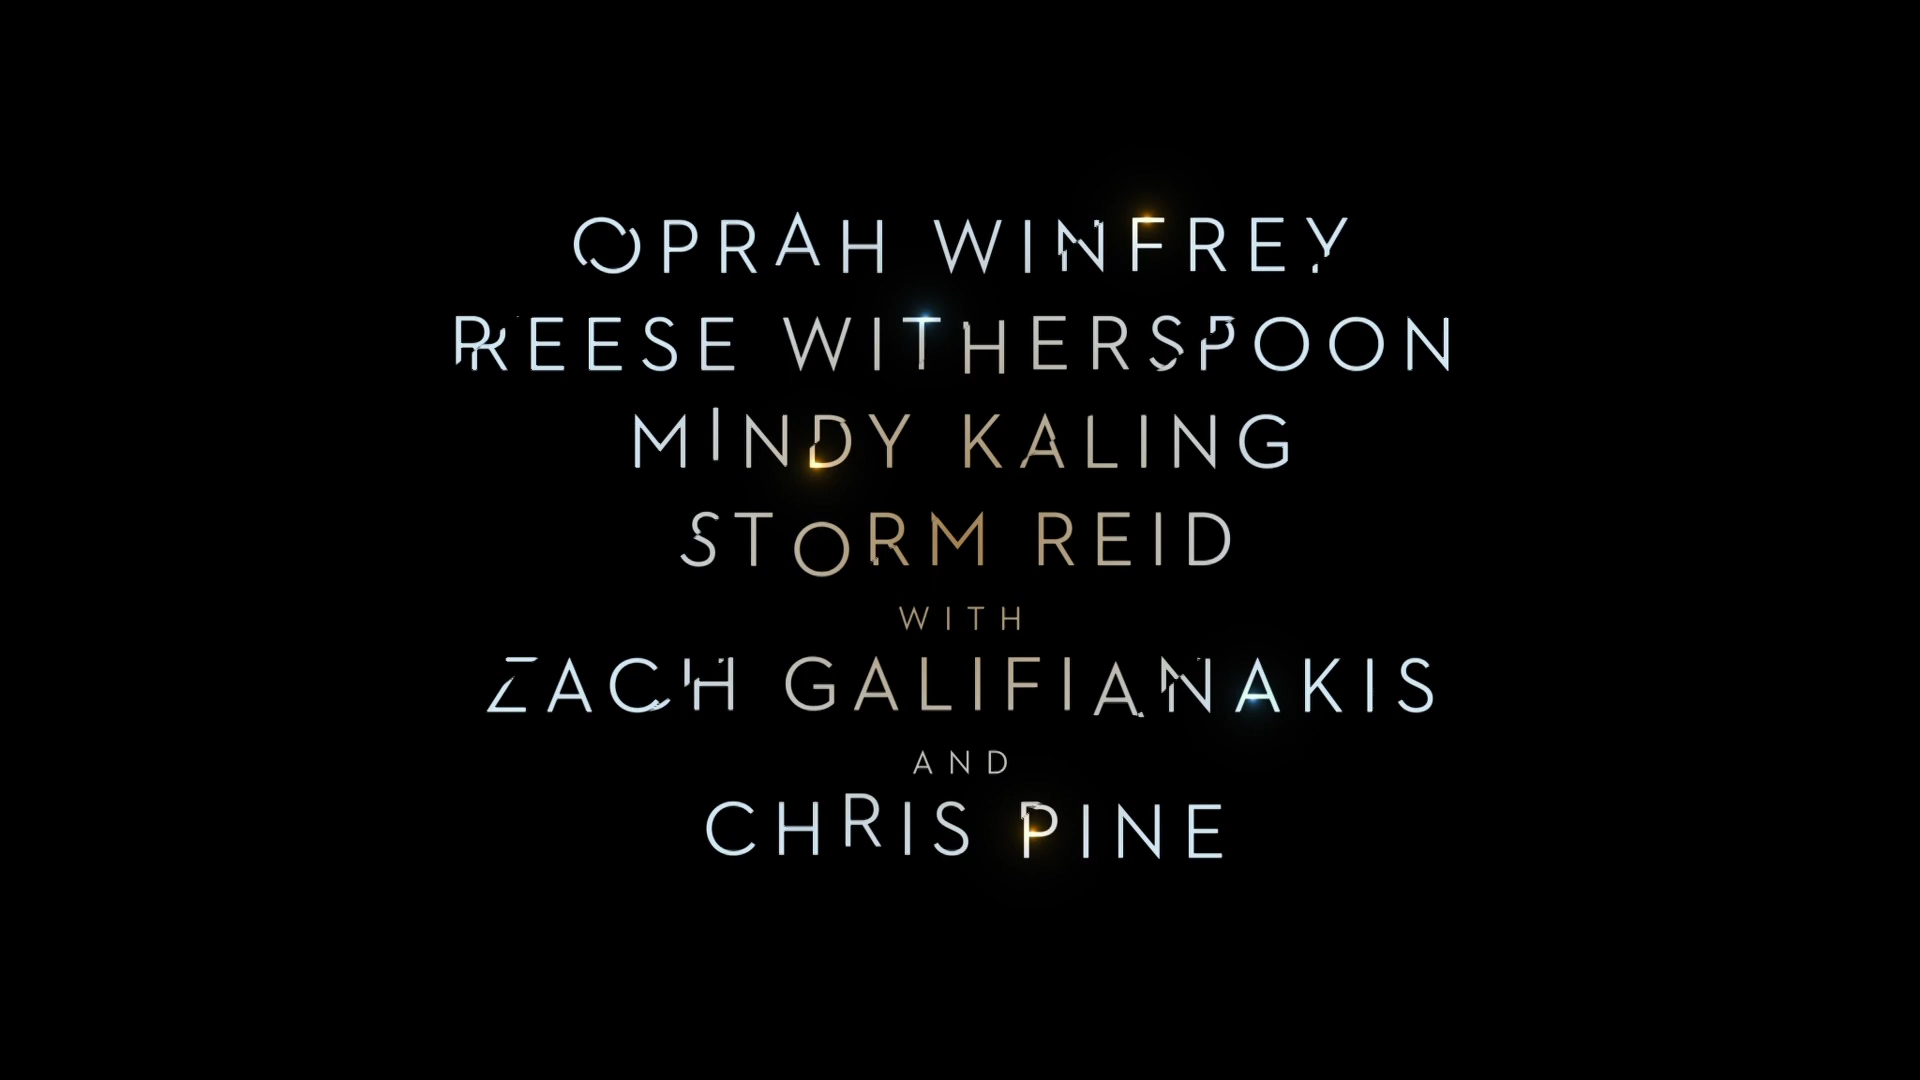 OPRAH WINFREY
REESE WITHERSPOON
MINDY KALING
STORM REID
WITH
ZACH GALIFIANAKIS
AND
CHRIS PINE